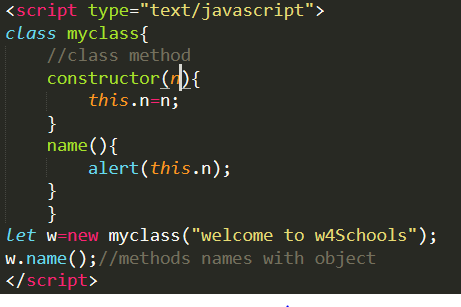 <script type="text/javascript">
class myclass{
    //class method
    constructor(n){
        this.n=n;
    }
    name(){
        alert(this.n);
    }
    }
let w=new myclass("welcome to w4Schools");
w.name();//methods names with object
</script>